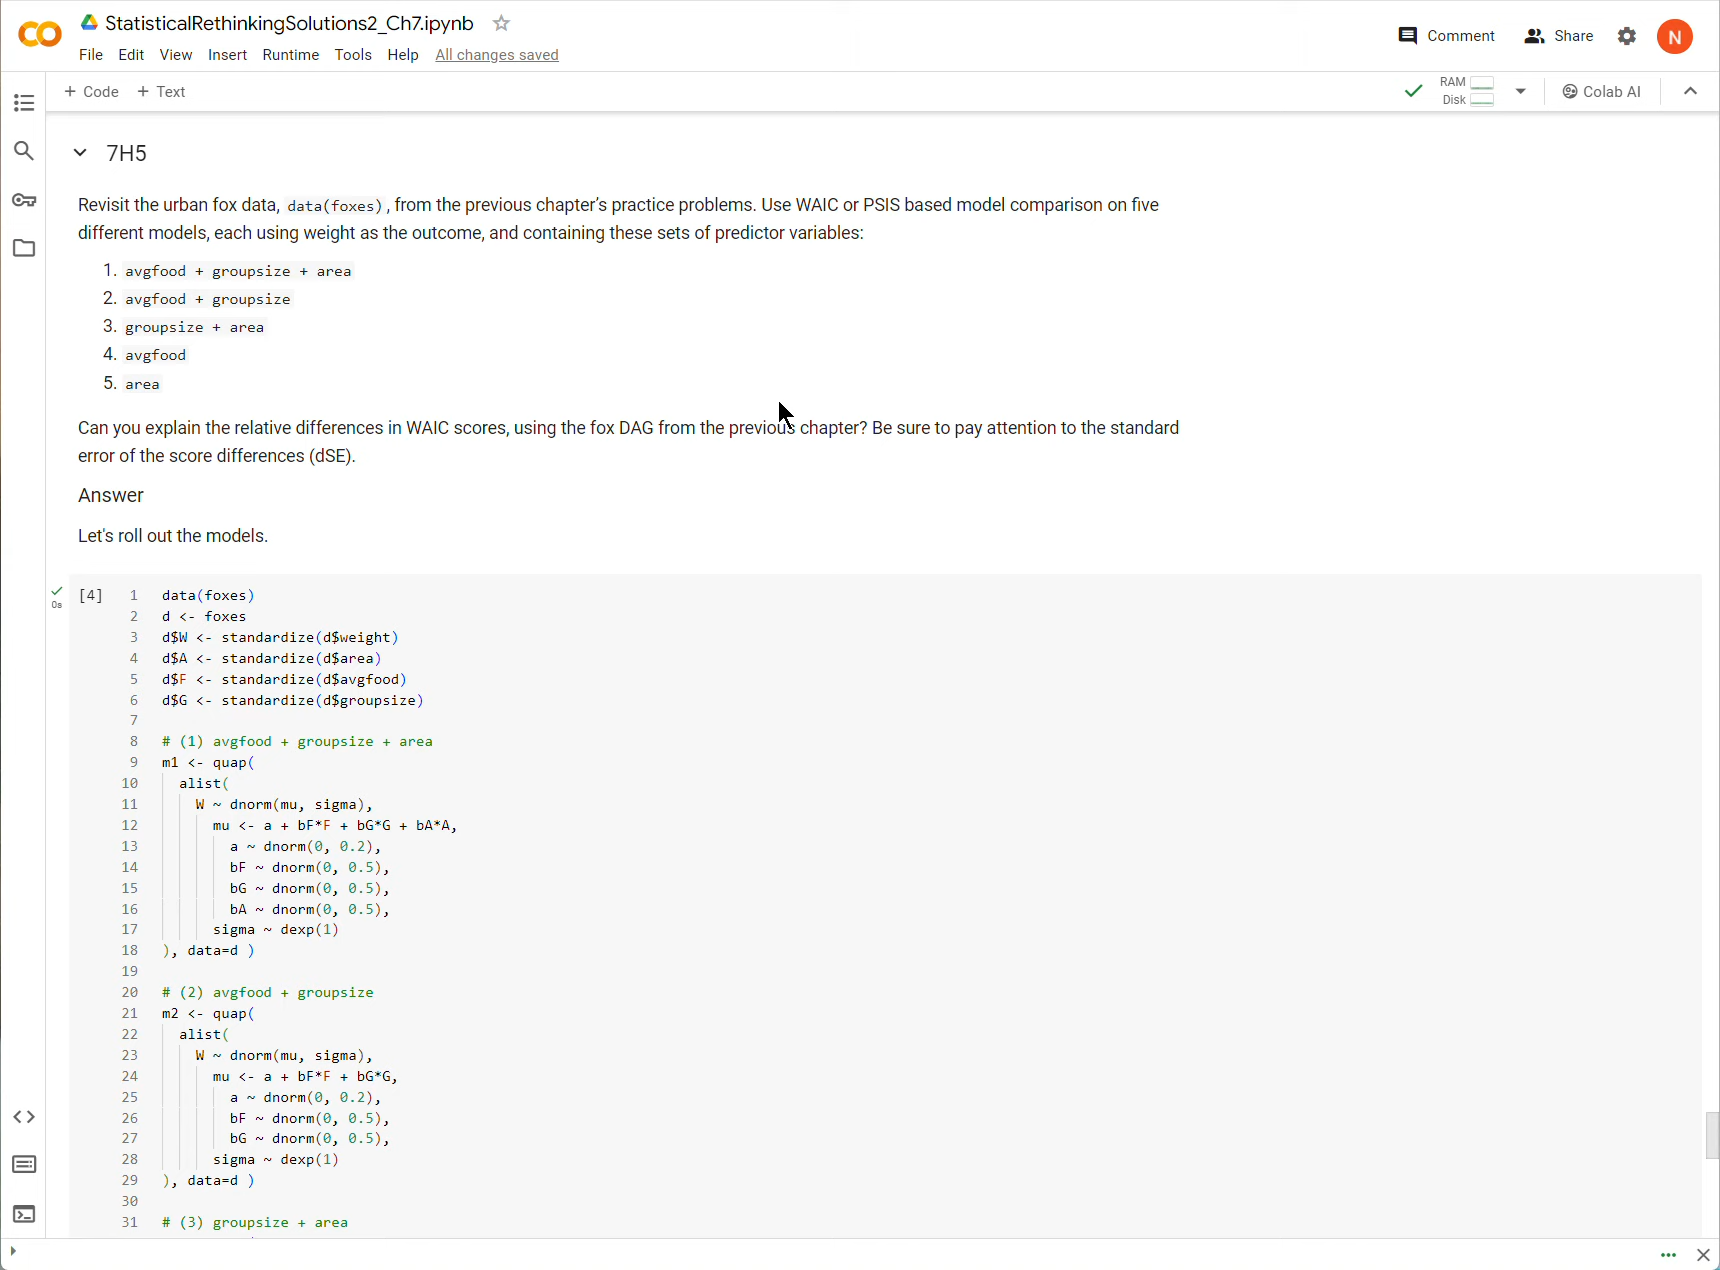 StatisticalRethinkingSolutions2_Ch7.ipynb
File Edit View Insert Runtime Tools Help All changes saved
Comment Share N
+ Code + Text
RAM
Disk
Colab AI
7H5
Revisit the urban fox data, data(foxes), from the previous chapter’s practice problems. Use WAIC or PSIS based model comparison on five
different models, each using weight as the outcome, and containing these sets of predictor variables:
1. avgfood + groupsize + area
2. avgfood + groupsize
3. groupsize + area
4. avgfood
5. area
Can you explain the relative differences in WAIC scores, using the fox DAG from the previous chapter? Be sure to pay attention to the standard
error of the score differences (dSE).
Answer
Let's roll out the models.
0s
[4]
1 data(foxes)
2 d <- foxes
3 d$W <- standardize(d$weight)
4 d$A <- standardize(d$area)
5 d$F <- standardize(d$avgfood)
6 d$G <- standardize(d$groupsize)
7
8 # (1) avgfood + groupsize + area
9 m1 <- quap(
10 alist(
11 W ~ dnorm(mu, sigma),
12 mu <- a + bF*F + bG*G + bA*A,
13 a ~ dnorm(0, 0.2),
14 bF ~ dnorm(0, 0.5),
15 bG ~ dnorm(0, 0.5),
16 bA ~ dnorm(0, 0.5),
17 sigma ~ dexp(1)
18 ), data=d )
19
20 # (2) avgfood + groupsize
21 m2 <- quap(
22 alist(
23 W ~ dnorm(mu, sigma),
24 mu <- a + bF*F + bG*G,
25 a ~ dnorm(0, 0.2),
26 bF ~ dnorm(0, 0.5),
27 bG ~ dnorm(0, 0.5),
28 sigma ~ dexp(1)
29 ), data=d )
30
31 # (3) groupsize + area